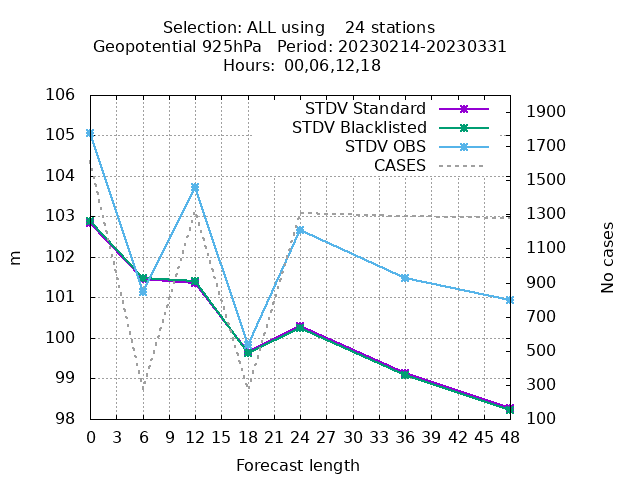 Selection: ALL using    24 stations
Geopotential 925hPa   Period: 20230214-20230331
Hours: 00,06,12,18
STDV Standard
STDV Blacklisted
STDV OBS
CASES
106
105
104
103
102
101
100
99
98
m
1900
1700
1500
1300
1100
900
700
500
300
100
No cases
0 3 6 9 12 15 18 21 24 27 30 33 36 39 42 45 48
Forecast length